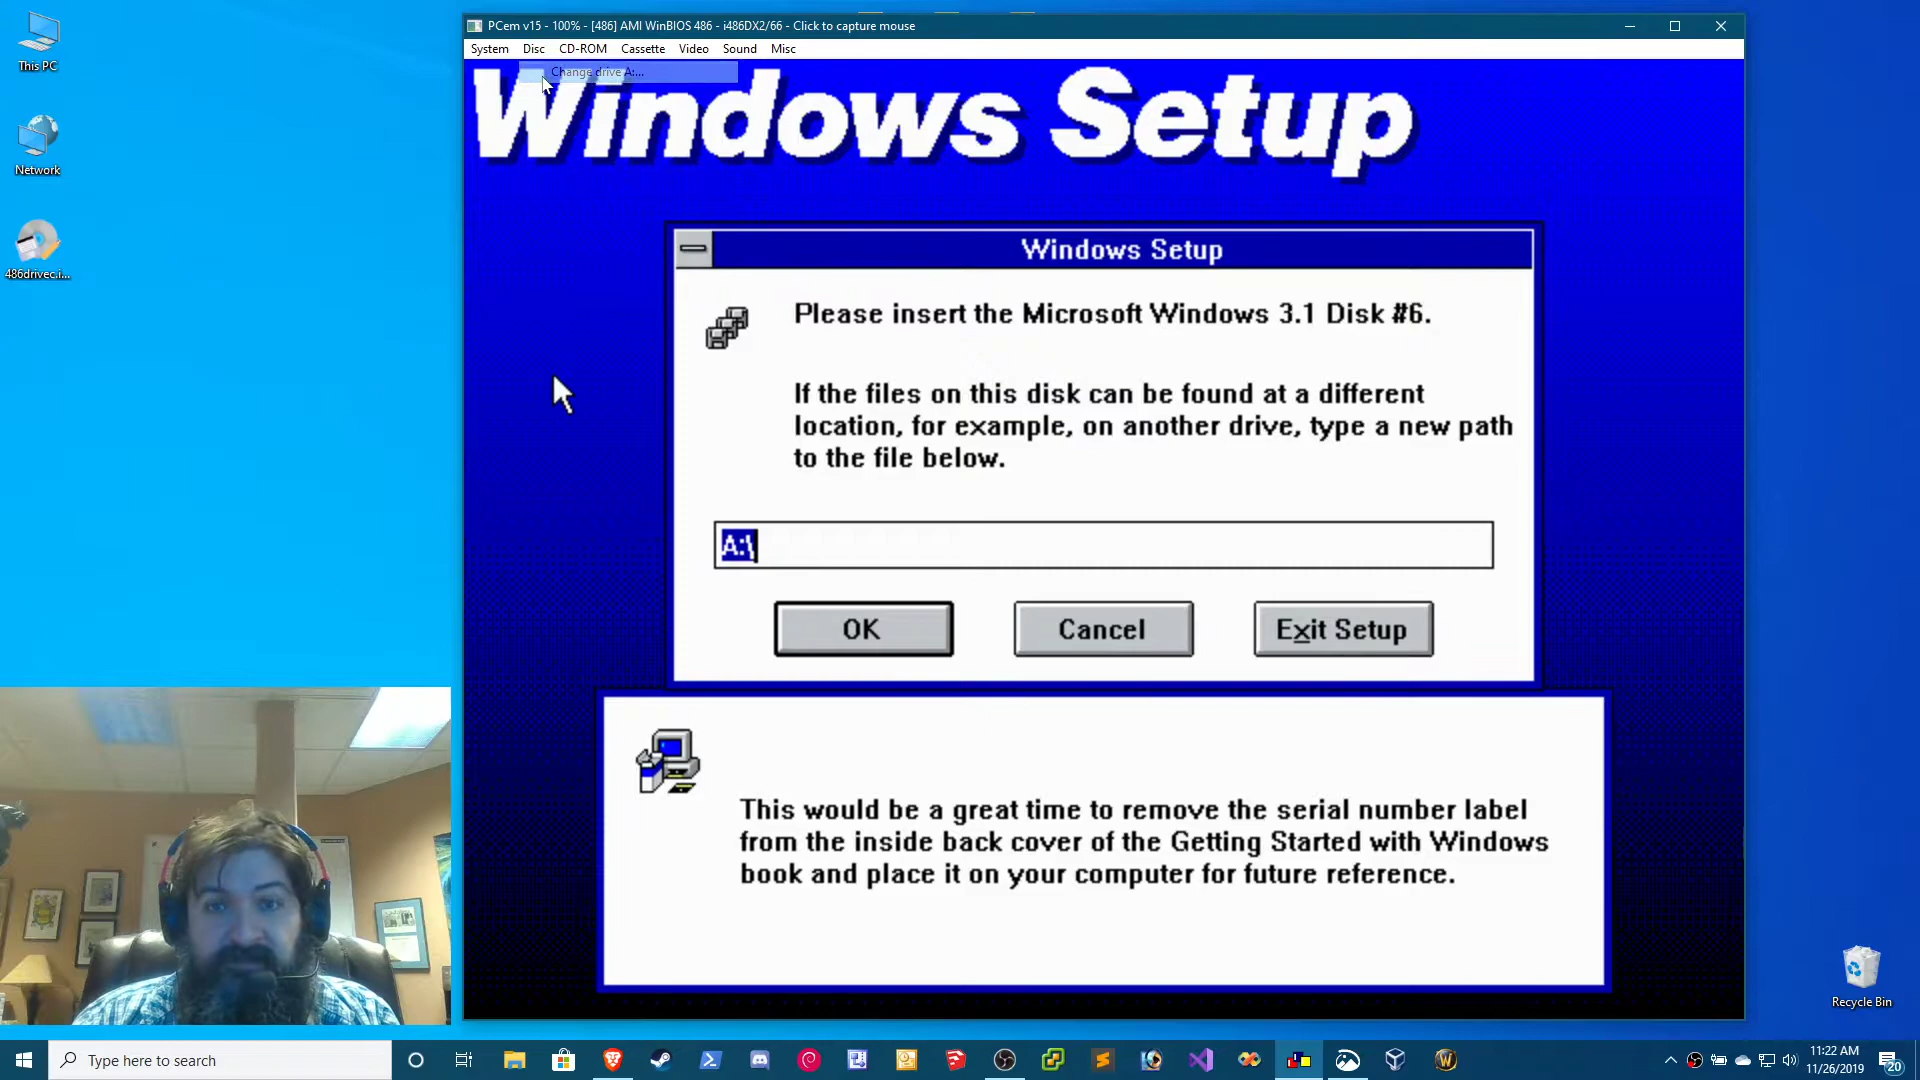 This PC
Network
486drivec.i...
PCem v15 - 100% - [486] AMI WinBIOS 486 - i486DX2/66 - Click to capture mouse
System Disc CD-ROM Cassette Video Sound Misc
Change drive A:...
Windows Setup
Windows Setup
Please insert the Microsoft Windows 3.1 Disk #6.
If the files on this disk can be found at a different
location, for example, on another drive, type a new path
to the file below.
A:\
OK Cancel Exit Setup
This would be a great time to remove the serial number label
from the inside back cover of the Getting Started with Windows
book and place it on your computer for future reference.
Recycle Bin
Type here to search
11:22 AM
11/26/2019
20